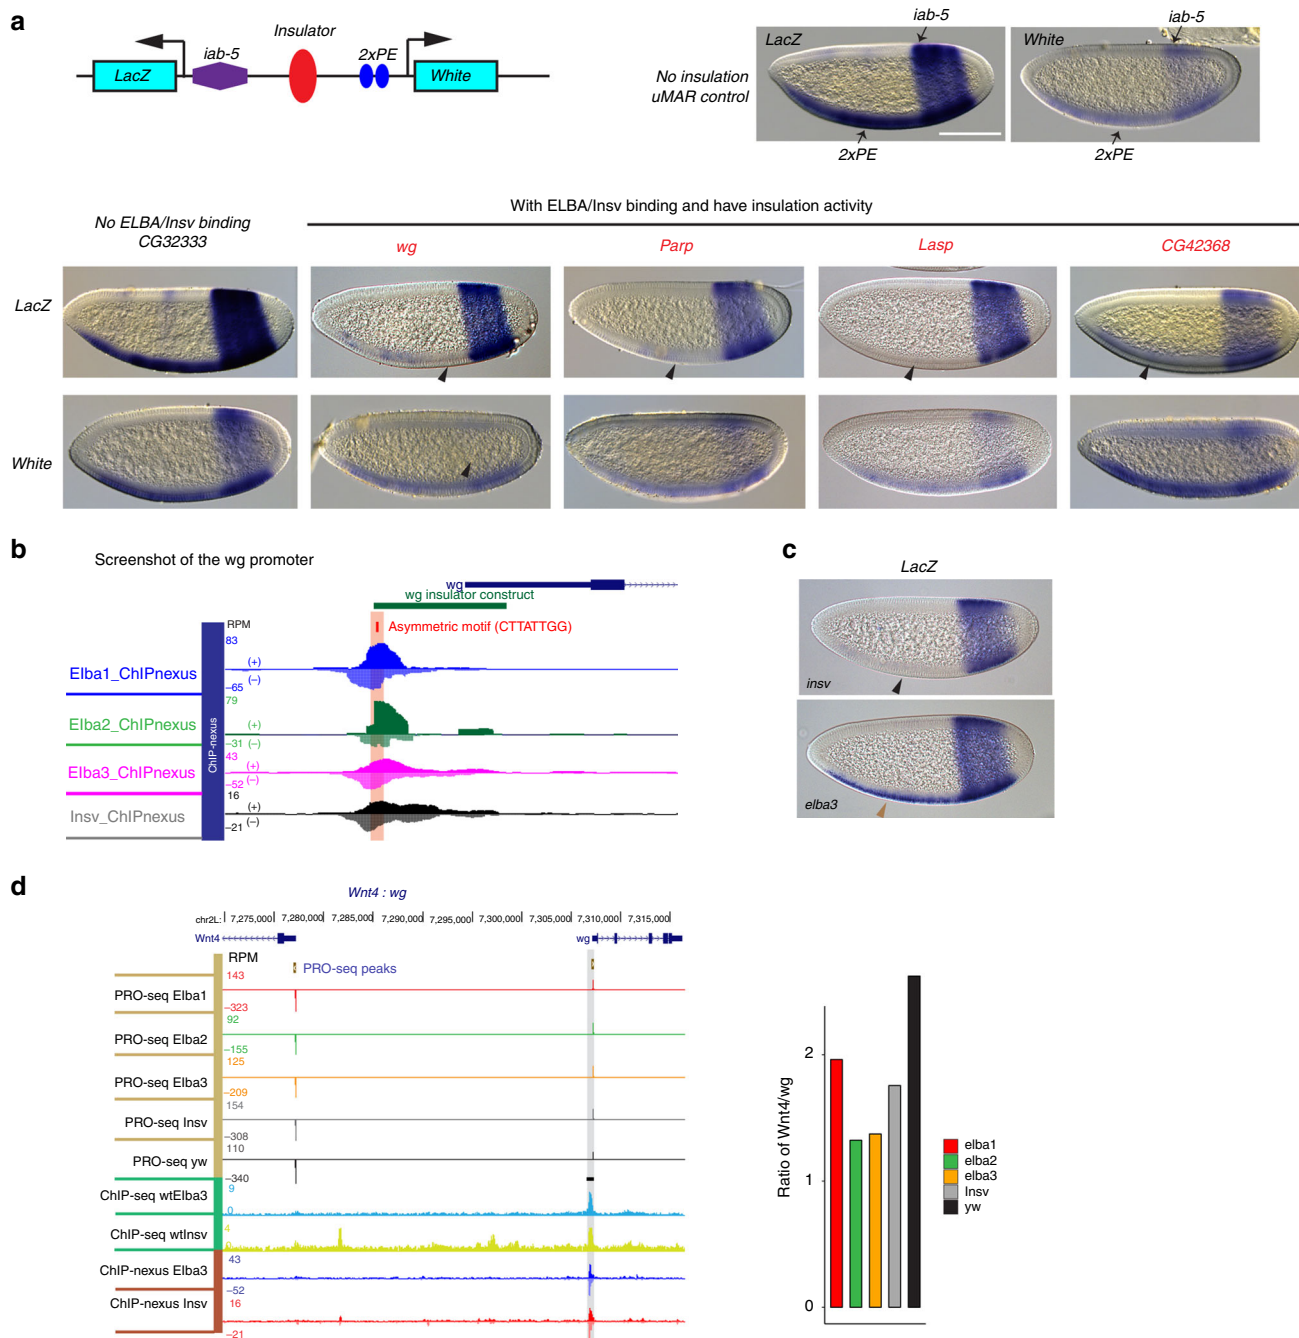 a
LacZ
iab-5
Insulator
2xPE
White
No insulation
uMAR control
iab-5
LacZ
2xPE
iab-5
White
2xPE
No ELBA/Insv binding
CG32333
With ELBA/Insv binding and have insulation activity
wg
Parp
Lasp
CG42368
LacZ
White
b
Screenshot of the wg promoter
wg
wg insulator construct
Asymmetric motif (CTTATTGG)
RPM
ChIP-nexus
Elba1_ChIPnexus
83
(+)
(−)
−65
Elba2_ChIPnexus
79
(+)
−31 (−)
Elba3_ChIPnexus
43
(+)
−52 (−)
Insv_ChIPnexus
16
(+)
−21 (−)
c
LacZ
insv
elba3
d
Wnt4 : wg
chr2L:
7,275,000
7,280,000
7,285,000
7,290,000
7,295,000
7,300,000
7,305,000
7,310,000
7,315,000
Wnt4
wg
RPM
PRO-seq peaks
PRO-seq Elba1
143
−323
PRO-seq Elba2
92
−155
PRO-seq Elba3
125
−209
PRO-seq Insv
154
−308
PRO-seq yw
110
−340
ChIP-seq wtElba3
9
0
ChIP-seq wtInsv
4
0
ChIP-nexus Elba3
43
−52
ChIP-nexus Insv
16
−21
Ratio of Wnt4/wg
2
1
0
elba1
elba2
elba3
Insv
yw